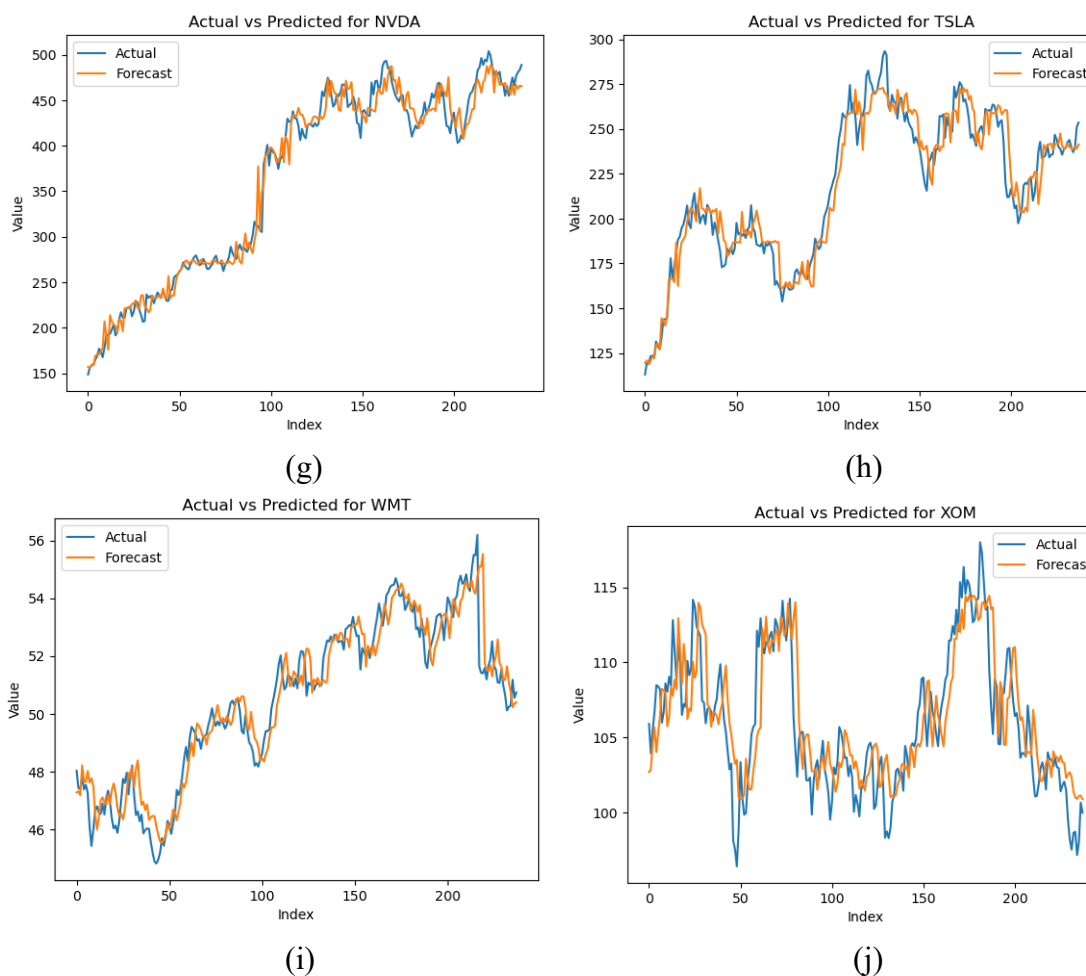 Actual vs Predicted for NVDA
Actual
Forecast
500
450
400
350
300
250
200
150
Value
0 50 100 150 200
Index
(g)
Actual vs Predicted for TSLA
Actual
Forecast
300
275
250
225
200
175
150
125
Value
0 50 100 150 200
Index
(h)
Actual vs Predicted for WMT
Actual
Forecast
56
54
52
50
48
46
Value
0 50 100 150 200
Index
(i)
Actual vs Predicted for XOM
Actual
Forecast
115
110
105
100
Value
0 50 100 150 200
Index
(j)